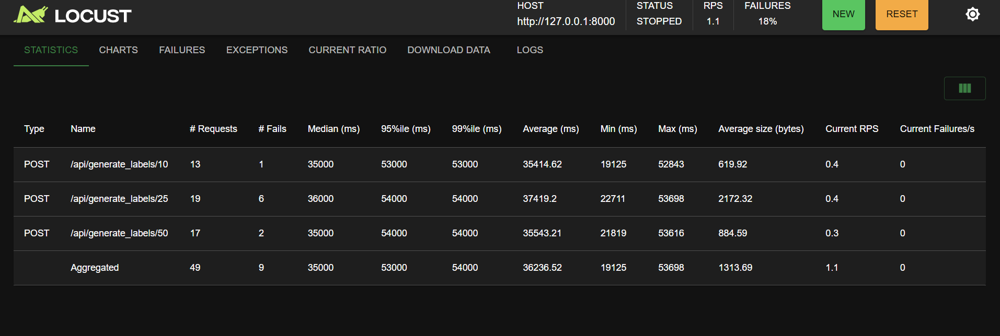 LOCUST
HOST
http://127.0.0.1:8000
STATUS
STOPPED
RPS
1.1
FAILURES
18%
NEW
RESET
STATISTICS CHARTS FAILURES EXCEPTIONS CURRENT RATIO DOWNLOAD DATA LOGS
Type Name # Requests # Fails Median (ms) 95%ile (ms) 99%ile (ms) Average (ms) Min (ms) Max (ms) Average size (bytes) Current RPS Current Failures/s
POST /api/generate_labels/10 13 1 35000 53000 53000 35414.62 19125 52843 619.92 0.4 0
POST /api/generate_labels/25 19 6 36000 54000 54000 37419.2 22711 53698 2172.32 0.4 0
POST /api/generate_labels/50 17 2 35000 54000 54000 35543.21 21819 53616 884.59 0.3 0
Aggregated 49 9 35000 53000 54000 36236.52 19125 53698 1313.69 1.1 0